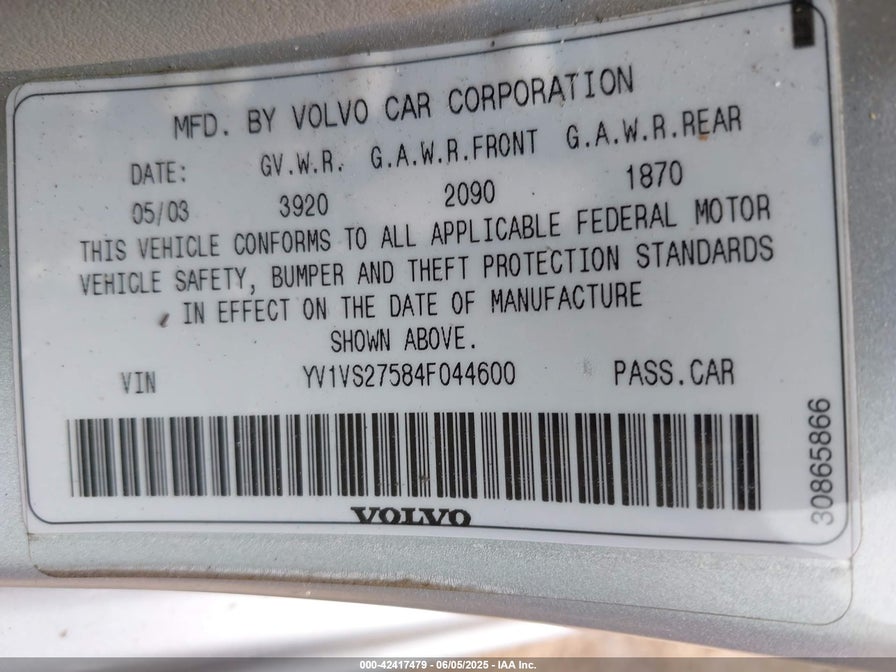 MFD. BY VOLVO CAR CORPORATION
DATE: GV.W.R. G.A.W.R.FRONT G.A.W.R.REAR
05/03 3920 2090 1870
THIS VEHICLE CONFORMS TO ALL APPLICABLE FEDERAL MOTOR
VEHICLE SAFETY, BUMPER AND THEFT PROTECTION STANDARDS
IN EFFECT ON THE DATE OF MANUFACTURE
SHOWN ABOVE.
VIN YV1VS27584F044600 PASS.CAR
30865866
VOLVO
000-42417479 - 06/05/2025 - IAA Inc.